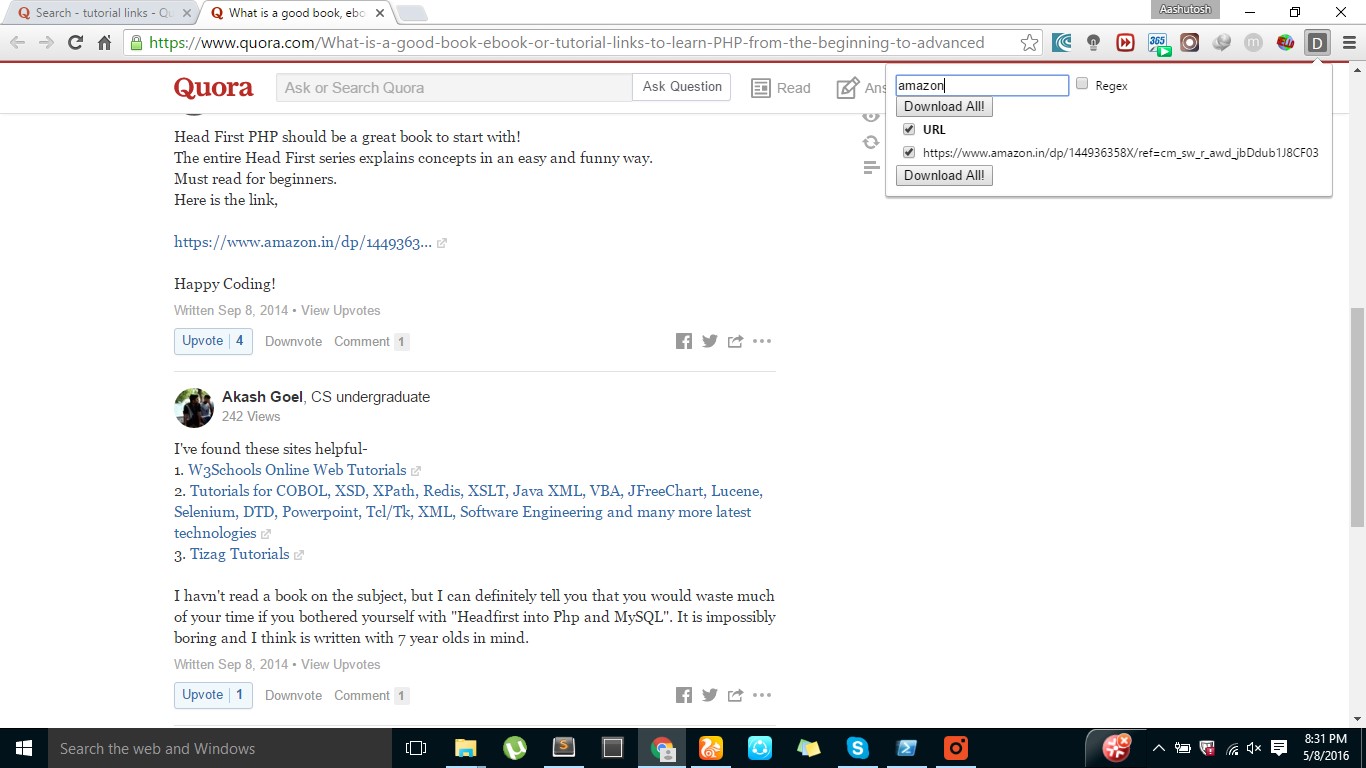 Search - tutorial links - Qu
What is a good book, ebo
Aashutosh
https://www.quora.com/What-is-a-good-book-ebook-or-tutorial-links-to-learn-PHP-from-the-beginning-to-advanced
Quora
Ask or Search Quora
Ask Question
Read
Ans
amazon
Regex
Download All!
URL
https://www.amazon.in/dp/144936358X/ref=cm_sw_r_awd_jbDdub1J8CF03
Download All!
Head First PHP should be a great book to start with!
The entire Head First series explains concepts in an easy and funny way.
Must read for beginners.
Here is the link,
https://www.amazon.in/dp/1449363...
Happy Coding!
Written Sep 8, 2014 • View Upvotes
Upvote | 4 Downvote Comment 1
Akash Goel, CS undergraduate
242 Views
I've found these sites helpful-
1. W3Schools Online Web Tutorials
2. Tutorials for COBOL, XSD, XPath, Redis, XSLT, Java XML, VBA, JFreeChart, Lucene,
Selenium, DTD, Powerpoint, Tcl/Tk, XML, Software Engineering and many more latest
technologies
3. Tizag Tutorials
I havn't read a book on the subject, but I can definitely tell you that you would waste much
of your time if you bothered yourself with "Headfirst into Php and MySQL". It is impossibly
boring and I think is written with 7 year olds in mind.
Written Sep 8, 2014 • View Upvotes
Upvote | 1 Downvote Comment 1
Search the web and Windows
8:31 PM
5/8/2016